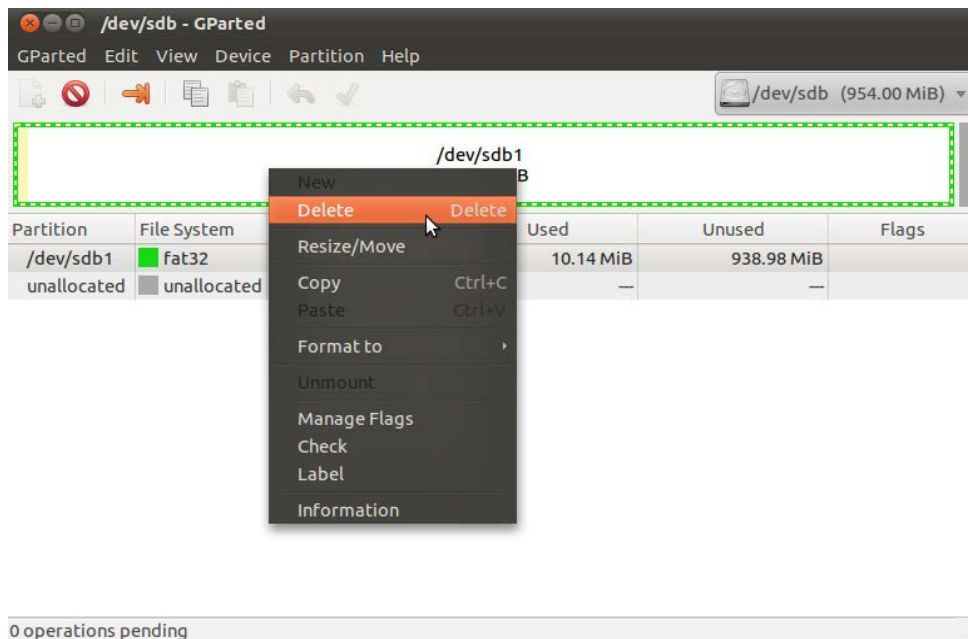 /dev/sdb - GParted
GParted Edit View Device Partition Help
/dev/sdb (954.00 MiB)
/dev/sdb1
B
New
Delete Delete
Resize/Move
Copy Ctrl+C
Paste Ctrl+V
Format to
Unmount
Manage Flags
Check
Label
Information
Partition File System Used Unused Flags
/dev/sdb1 fat32 10.14 MiB 938.98 MiB
unallocated unallocated — —
0 operations pending